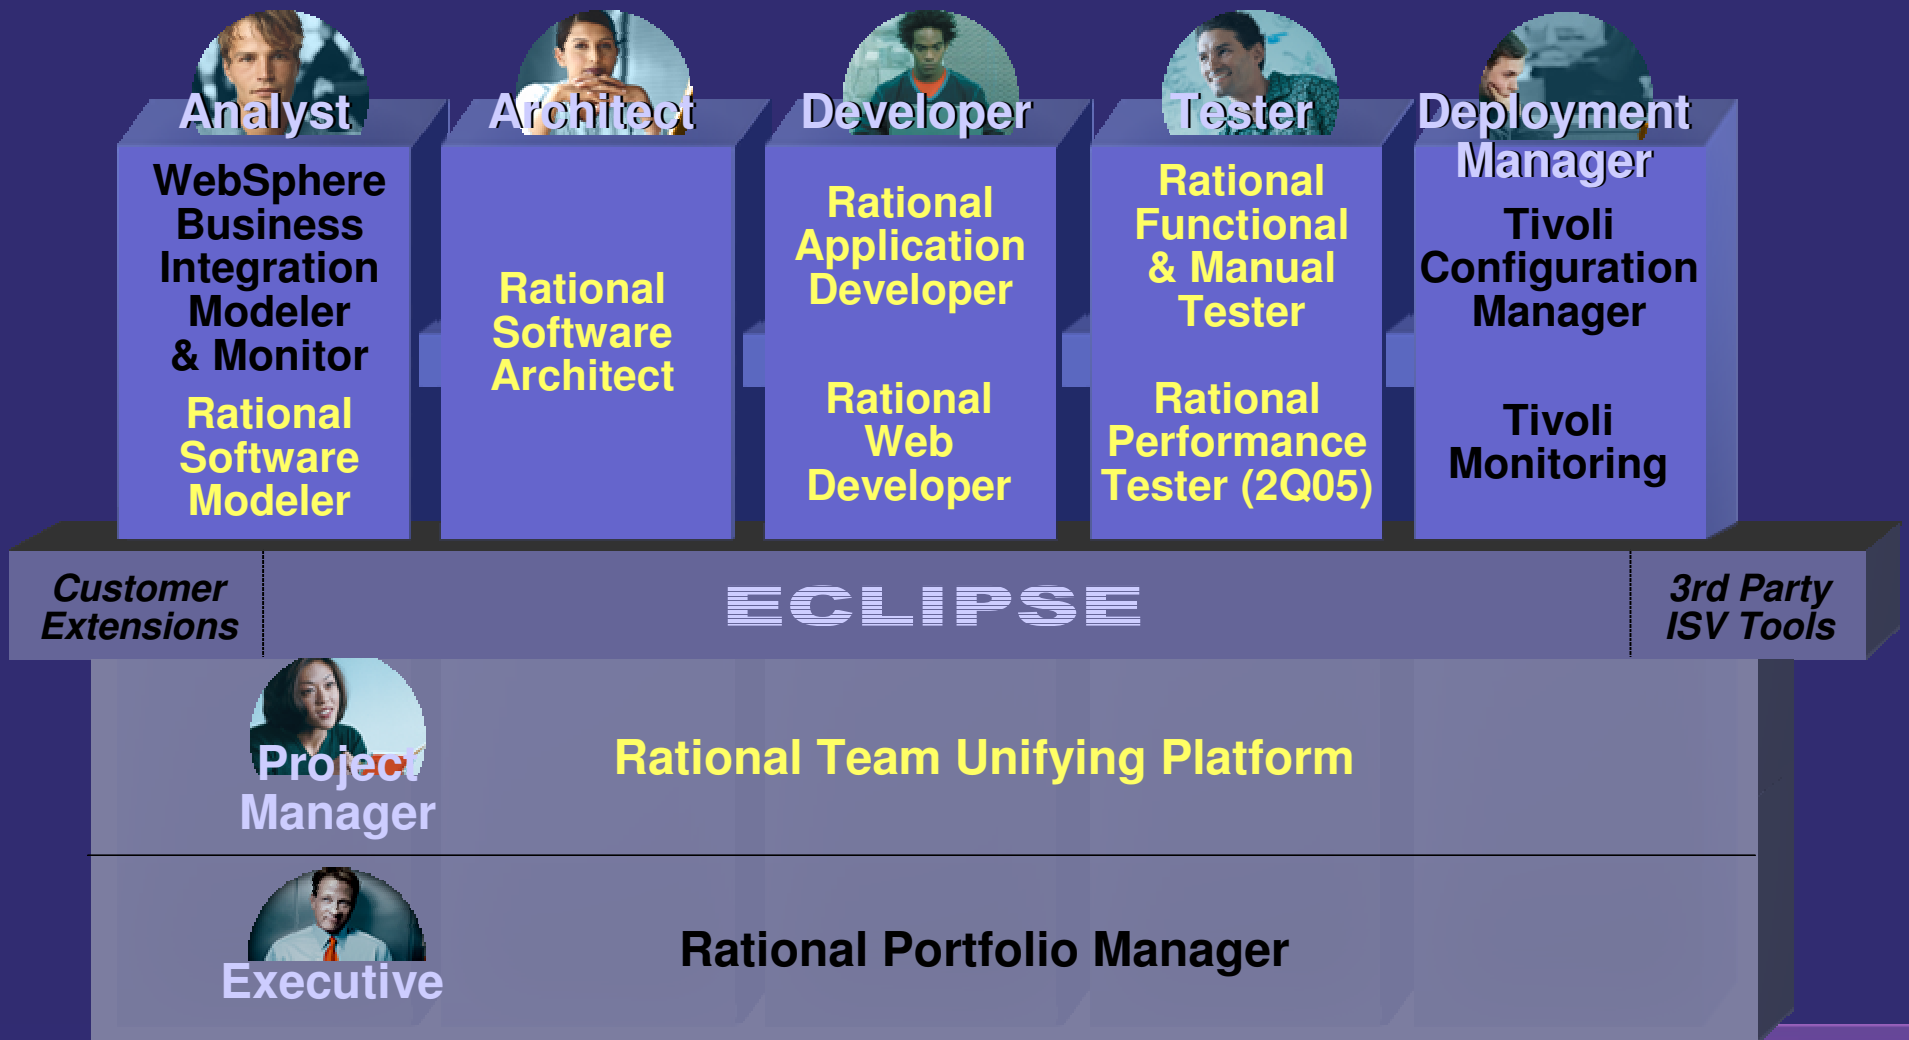 Analyst
WebSphere
Business
Integration
Modeler
& Monitor
Rational
Software
Modeler
Architect
Rational
Software
Architect
Developer
Rational
Application
Developer
Rational
Web
Developer
Tester
Rational
Functional
& Manual
Tester
Rational
Performance
Tester (2Q05)
Deployment
Manager
Tivoli
Configuration
Manager
Tivoli
Monitoring
Customer
Extensions
ECLIPSE
3rd Party
ISV Tools
Project
Manager
Rational Team Unifying Platform
Executive
Rational Portfolio Manager